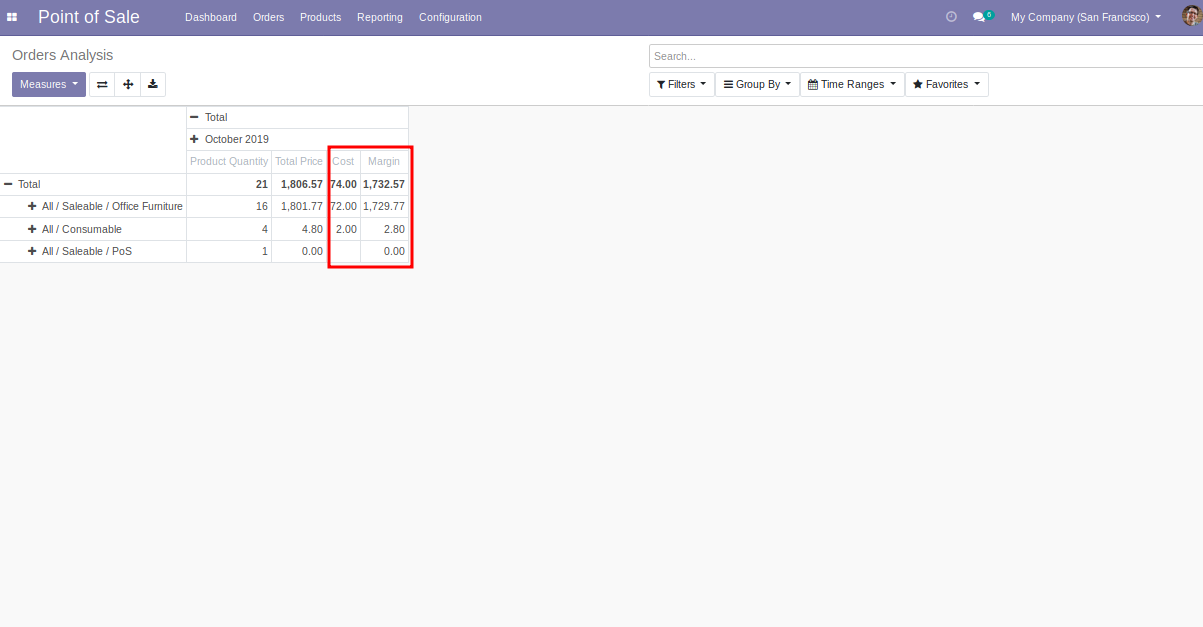 Point of Sale Dashboard Orders Products Reporting Configuration 6 My Company (San Francisco)
Orders Analysis
Search...
Measures Filters Group By Time Ranges Favorites
Total
October 2019
Product Quantity Total Price Cost Margin
Total 21 1,806.57 74.00 1,732.57
All / Saleable / Office Furniture 16 1,801.77 72.00 1,729.77
All / Consumable 4 4.80 2.00 2.80
All / Saleable / PoS 1 0.00 0.00